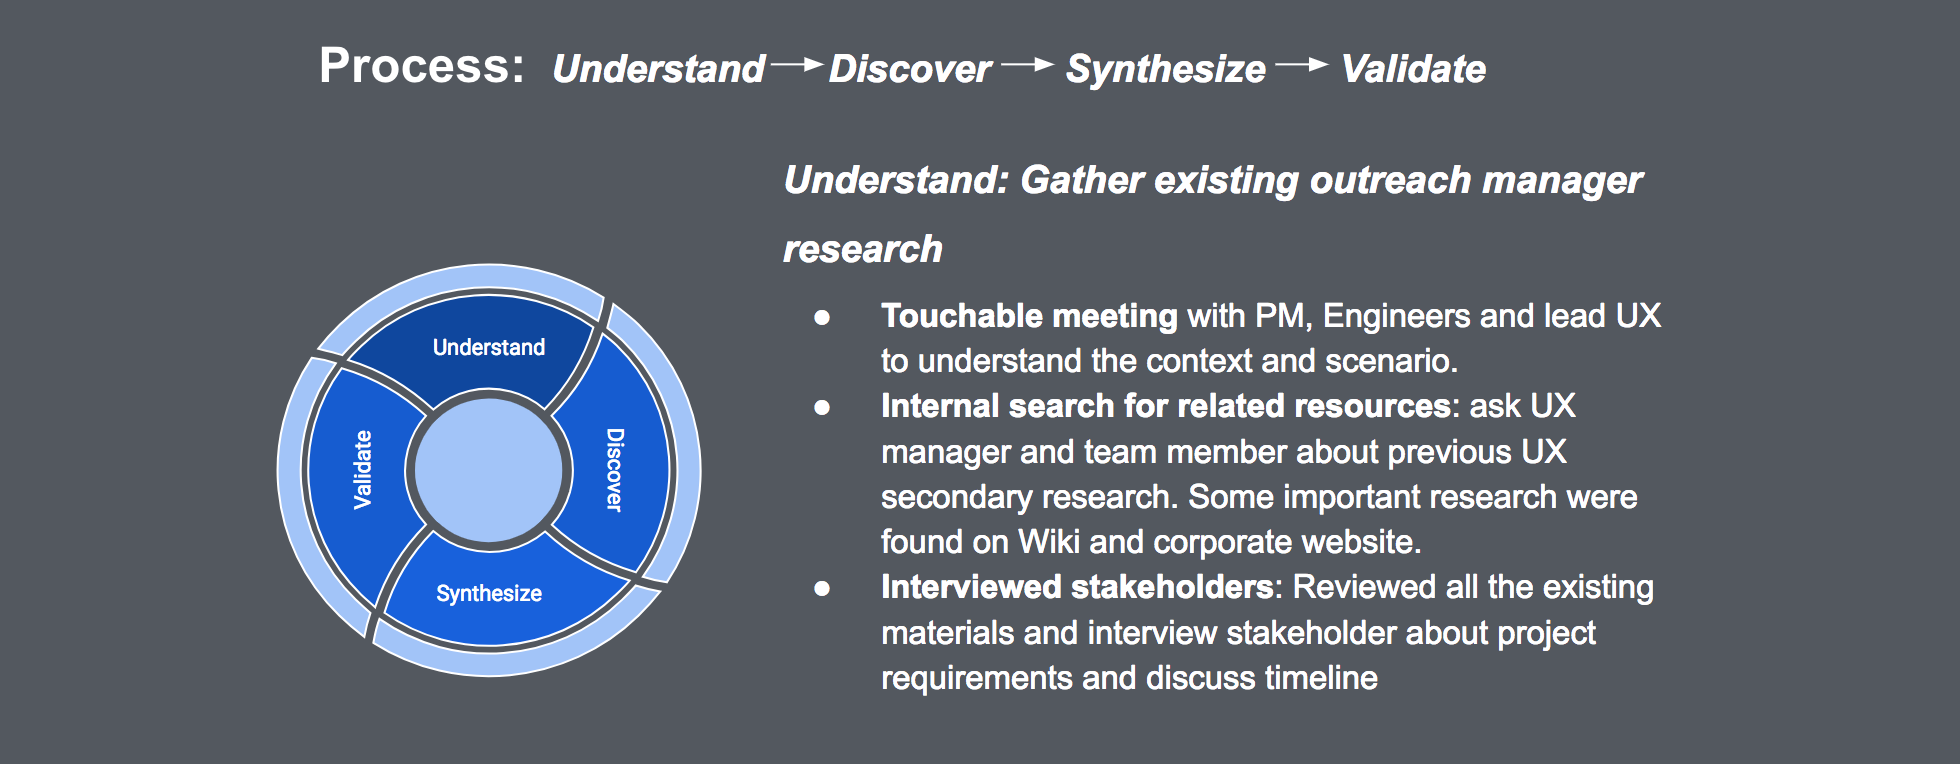 Process: Understand → Discover → Synthesize → Validate
Understand: Gather existing outreach manager
research
● Touchable meeting with PM, Engineers and lead UX
to understand the context and scenario.
● Internal search for related resources: ask UX
manager and team member about previous UX
secondary research. Some important research were
found on Wiki and corporate website.
● Interviewed stakeholders: Reviewed all the existing
materials and interview stakeholder about project
requirements and discuss timeline
Understand
Discover
Synthesize
Validate